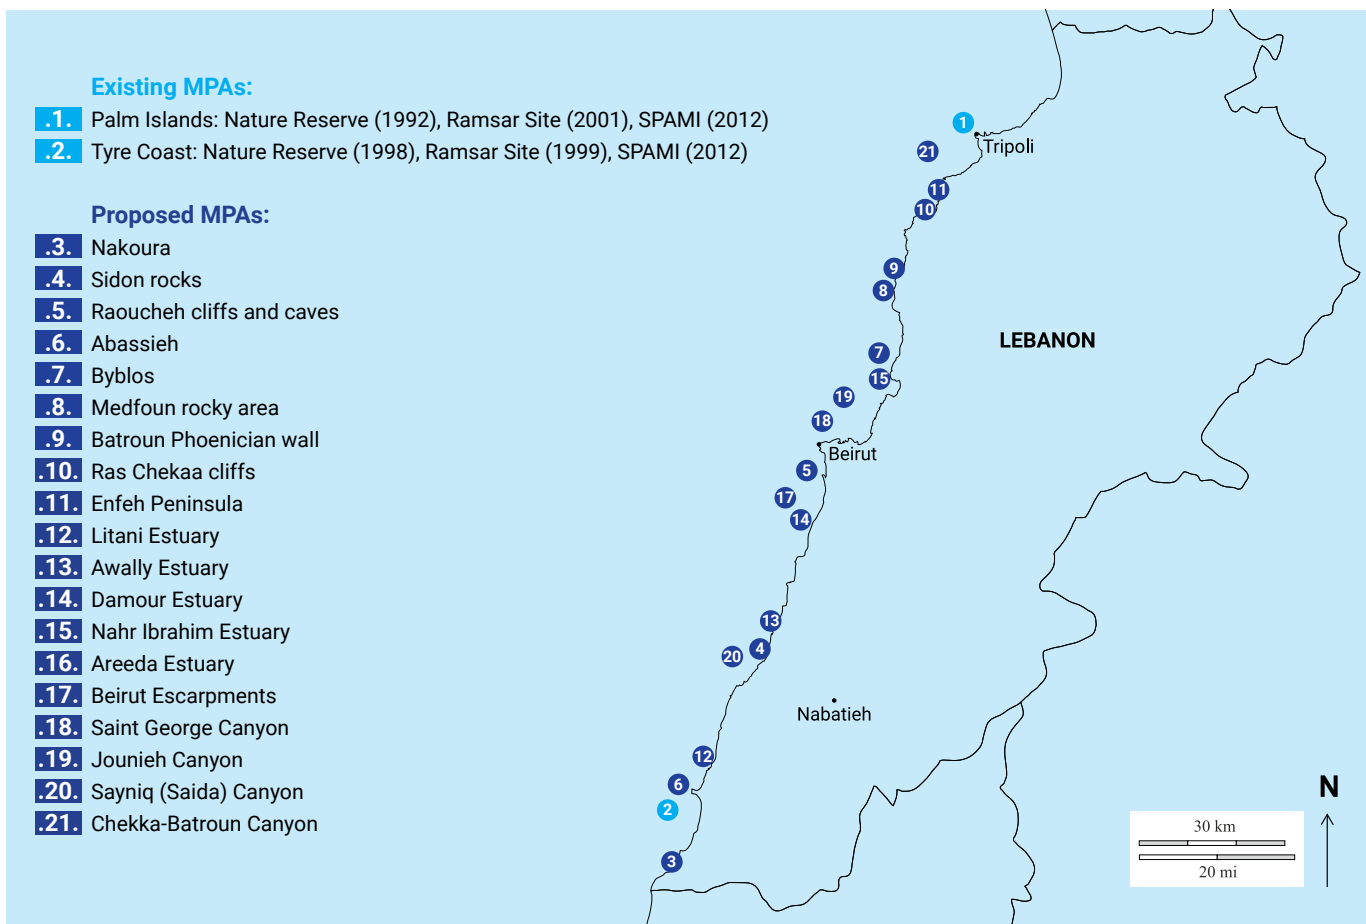 Existing MPAs:
.1. Palm Islands: Nature Reserve (1992), Ramsar Site (2001), SPAMI (2012)
.2. Tyre Coast: Nature Reserve (1998), Ramsar Site (1999), SPAMI (2012)
Proposed MPAs:
.3. Nakoura
.4. Sidon rocks
.5. Raoucheh cliffs and caves
.6. Abassieh
.7. Byblos
.8. Medfoun rocky area
.9. Batroun Phoenician wall
.10. Ras Chekaa cliffs
.11. Enfeh Peninsula
.12. Litani Estuary
.13. Awally Estuary
.14. Damour Estuary
.15. Nahr Ibrahim Estuary
.16. Areeda Estuary
.17. Beirut Escarpments
.18. Saint George Canyon
.19. Jounieh Canyon
.20. Sayniq (Saida) Canyon
.21. Chekka-Batroun Canyon
1
Tripoli
21
11
10
9
8
LEBANON
7
15
19
18
Beirut
5
17
14
13
4
20
Nabatieh
12
6
2
3
N
30 km
20 mi